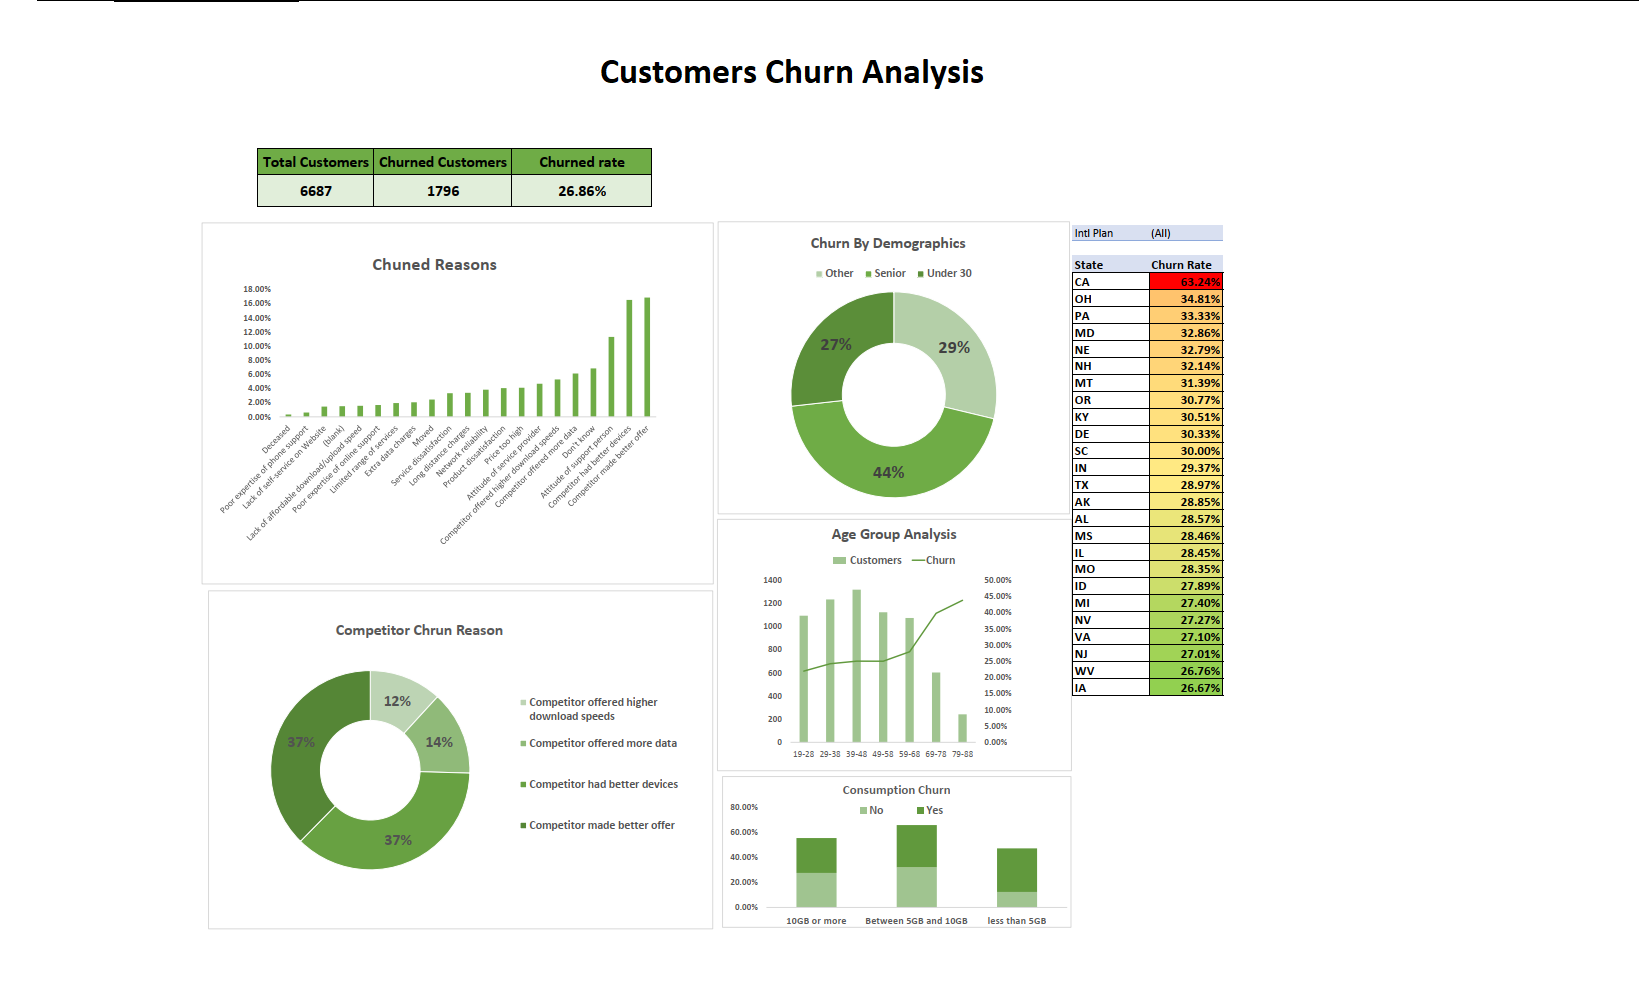 Customers Churn Analysis
Total Customers Churned Customers Churned rate
6687 1796 26.86%
Chuned Reasons
18.00%
16.00%
14.00%
12.00%
10.00%
8.00%
6.00%
4.00%
2.00%
0.00%
Deceased
Poor expertise of phone support
Lack of self-service on Website
(blank)
Lack of affordable download/upload speed
Poor expertise of online support
Limited range of services
Extra data charges
Moved
Service dissatisfaction
Long distance charges
Network reliability
Product dissatisfaction
Price too high
Attitude of service provider
Competitor offered higher download speeds
Competitor offered more data
Don't know
Attitude of support person
Competitor had better devices
Competitor made better offer
Competitor Chrun Reason
12%
14%
37%
37%
Competitor offered higher
download speeds
Competitor offered more data
Competitor had better devices
Competitor made better offer
Churn By Demographics
Other Senior Under 30
27%
29%
44%
Age Group Analysis
Customers Churn
1400
1200
1000
800
600
400
200
0
50.00%
45.00%
40.00%
35.00%
30.00%
25.00%
20.00%
15.00%
10.00%
5.00%
0.00%
19-28 29-38 39-48 49-58 59-68 69-78 79-88
Consumption Churn
No Yes
80.00%
60.00%
40.00%
20.00%
0.00%
10GB or more Between 5GB and 10GB less than 5GB
Intl Plan (All)
State Churn Rate
CA 63.24%
OH 34.81%
PA 33.33%
MD 32.86%
NE 32.79%
NH 32.14%
MT 31.39%
OR 30.77%
KY 30.51%
DE 30.33%
SC 30.00%
IN 29.37%
TX 28.97%
AK 28.85%
AL 28.57%
MS 28.46%
IL 28.45%
MO 28.35%
ID 27.89%
MI 27.40%
NV 27.27%
VA 27.10%
NJ 27.01%
WV 26.76%
IA 26.67%